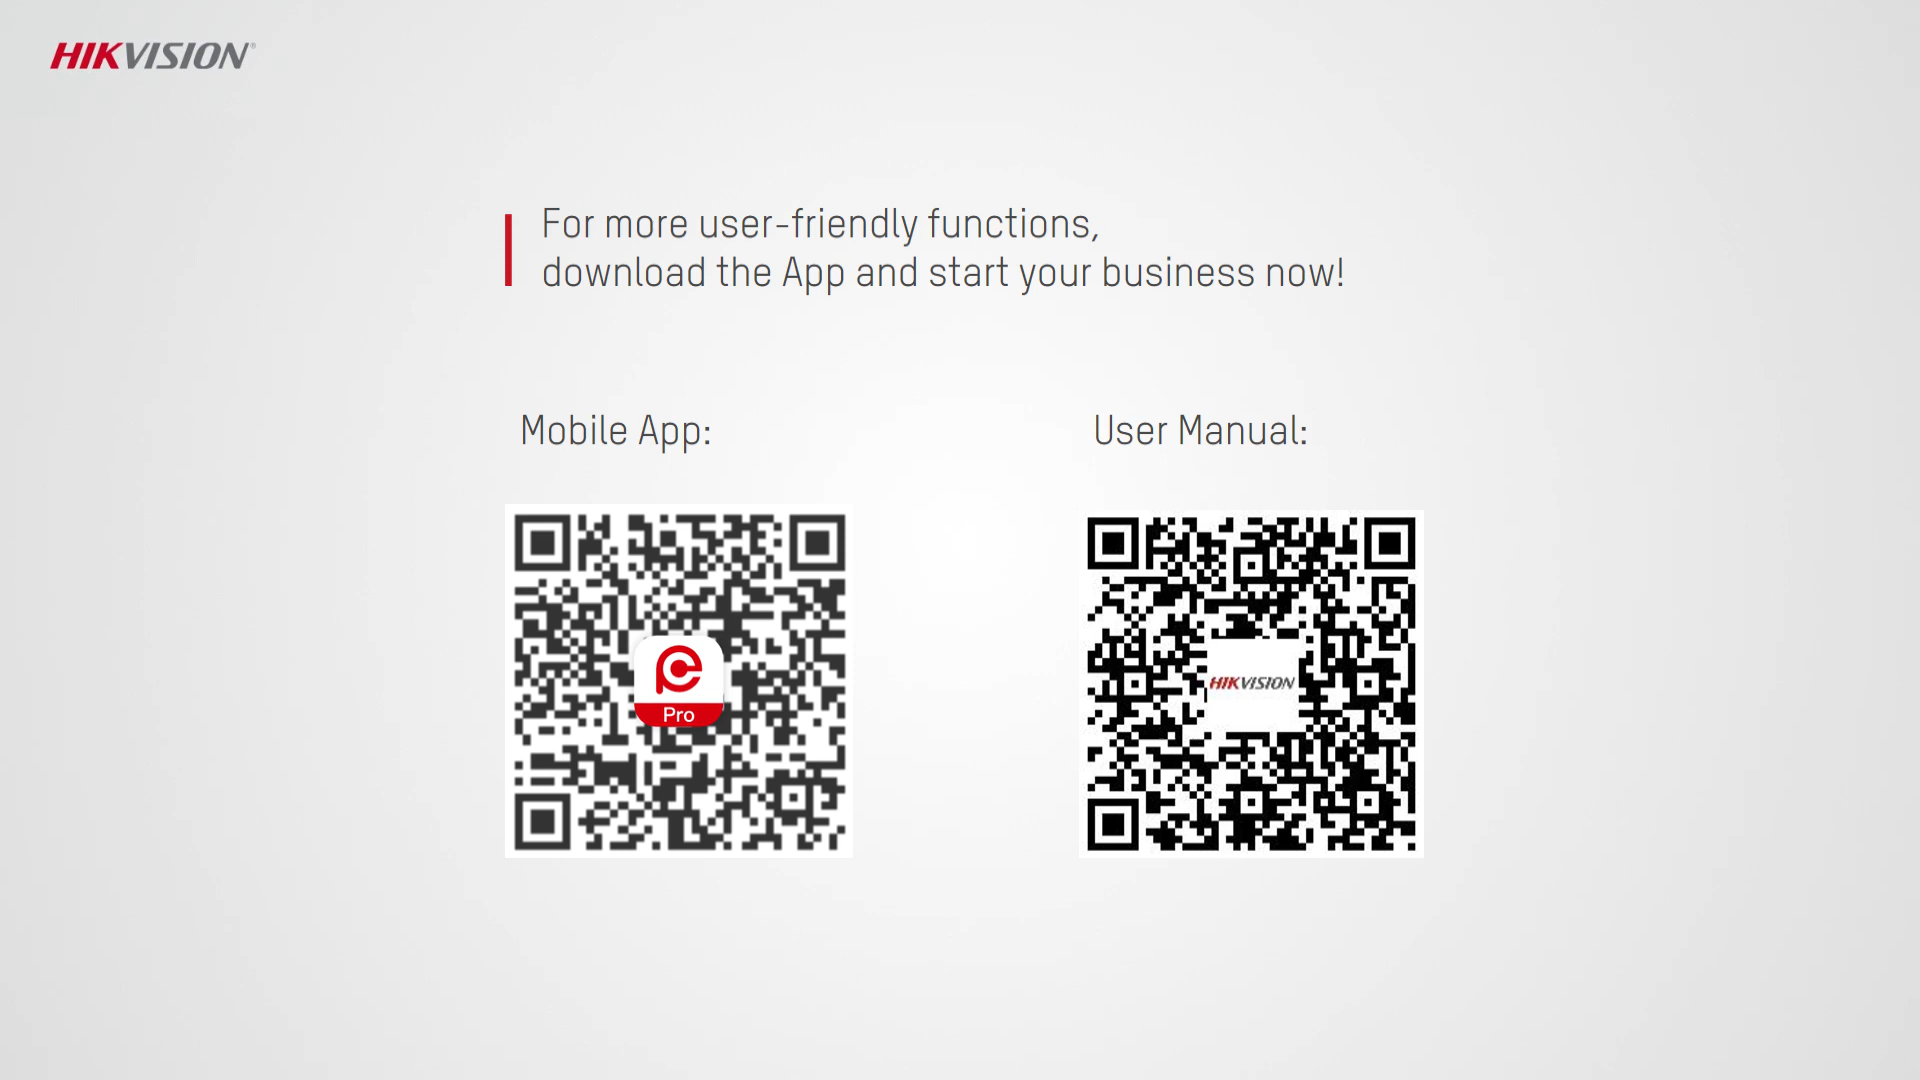 HIKVISION®
For more user-friendly functions,
download the App and start your business now!
Mobile App:
User Manual:
Pro
HIKVISION